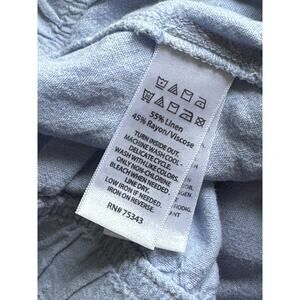 55% Linen
45% Rayon/Viscose
TURN INSIDE OUT.
MACHINE WASH COOL -
DELICATE CYCLE.
WASH WITH LIKE COLORS.
ONLY NON-CHLORINE
BLEACH WHEN NEEDED.
LINE DRY.
LOW IRON IF NEEDED.
IRON ON REVERSE.
RN# 75343